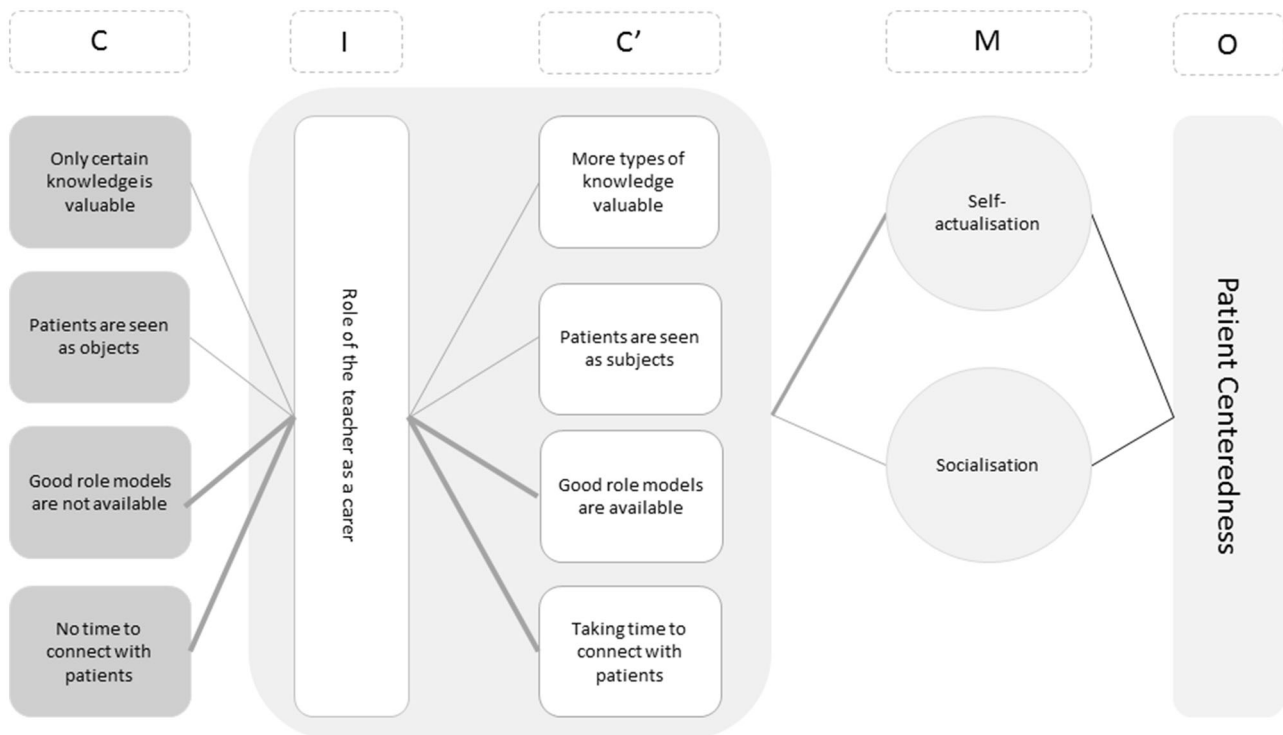 C
I
C’
M
O
Only certain
knowledge is
valuable
Patients are seen
as objects
Good role models
are not available
No time to
connect with
patients
Role of the teacher as a carer
More types of
knowledge
valuable
Patients are seen
as subjects
Good role models
are available
Taking time to
connect with
patients
Self-
actualisation
Socialisation
Patient Centeredness